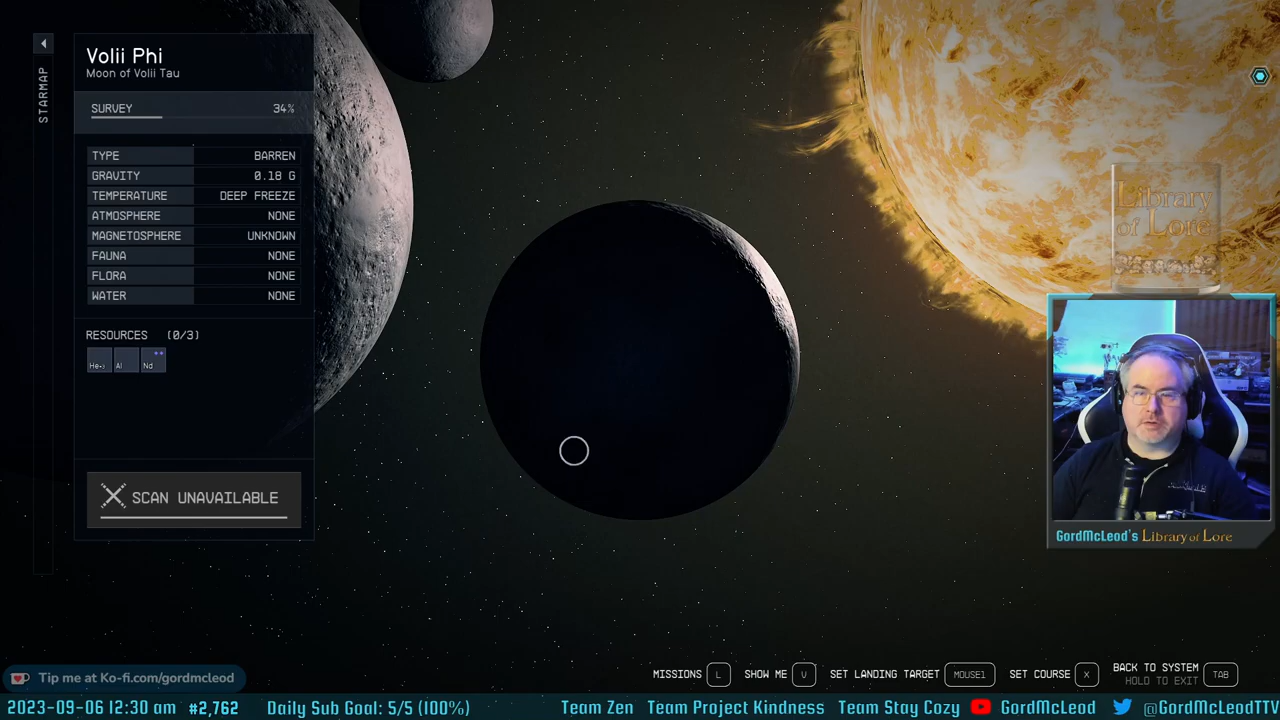 STARMAP
Volii Phi
Moon of Volii Tau
SURVEY 34%
TYPE BARREN
GRAVITY 0.18 G
TEMPERATURE DEEP FREEZE
ATMOSPHERE NONE
MAGNETOSPHERE UNKNOWN
FAUNA NONE
FLORA NONE
WATER NONE
RESOURCES (0/3)
He-3 Al Nd
SCAN UNAVAILABLE
Library
of Lore
GordMcLeod's Library of Lore
MISSIONS L SHOW ME V SET LANDING TARGET MOUSE1 SET COURSE X BACK TO SYSTEM TAB
HOLD TO EXIT
Tip me at Ko-fi.com/gordmcleod
2023-09-06 12:30 am #2,762 Daily Sub Goal: 5/5 (100%) Team Zen Team Project Kindness Team Stay Cozy GordMcLeod @GordMcLeodTTV